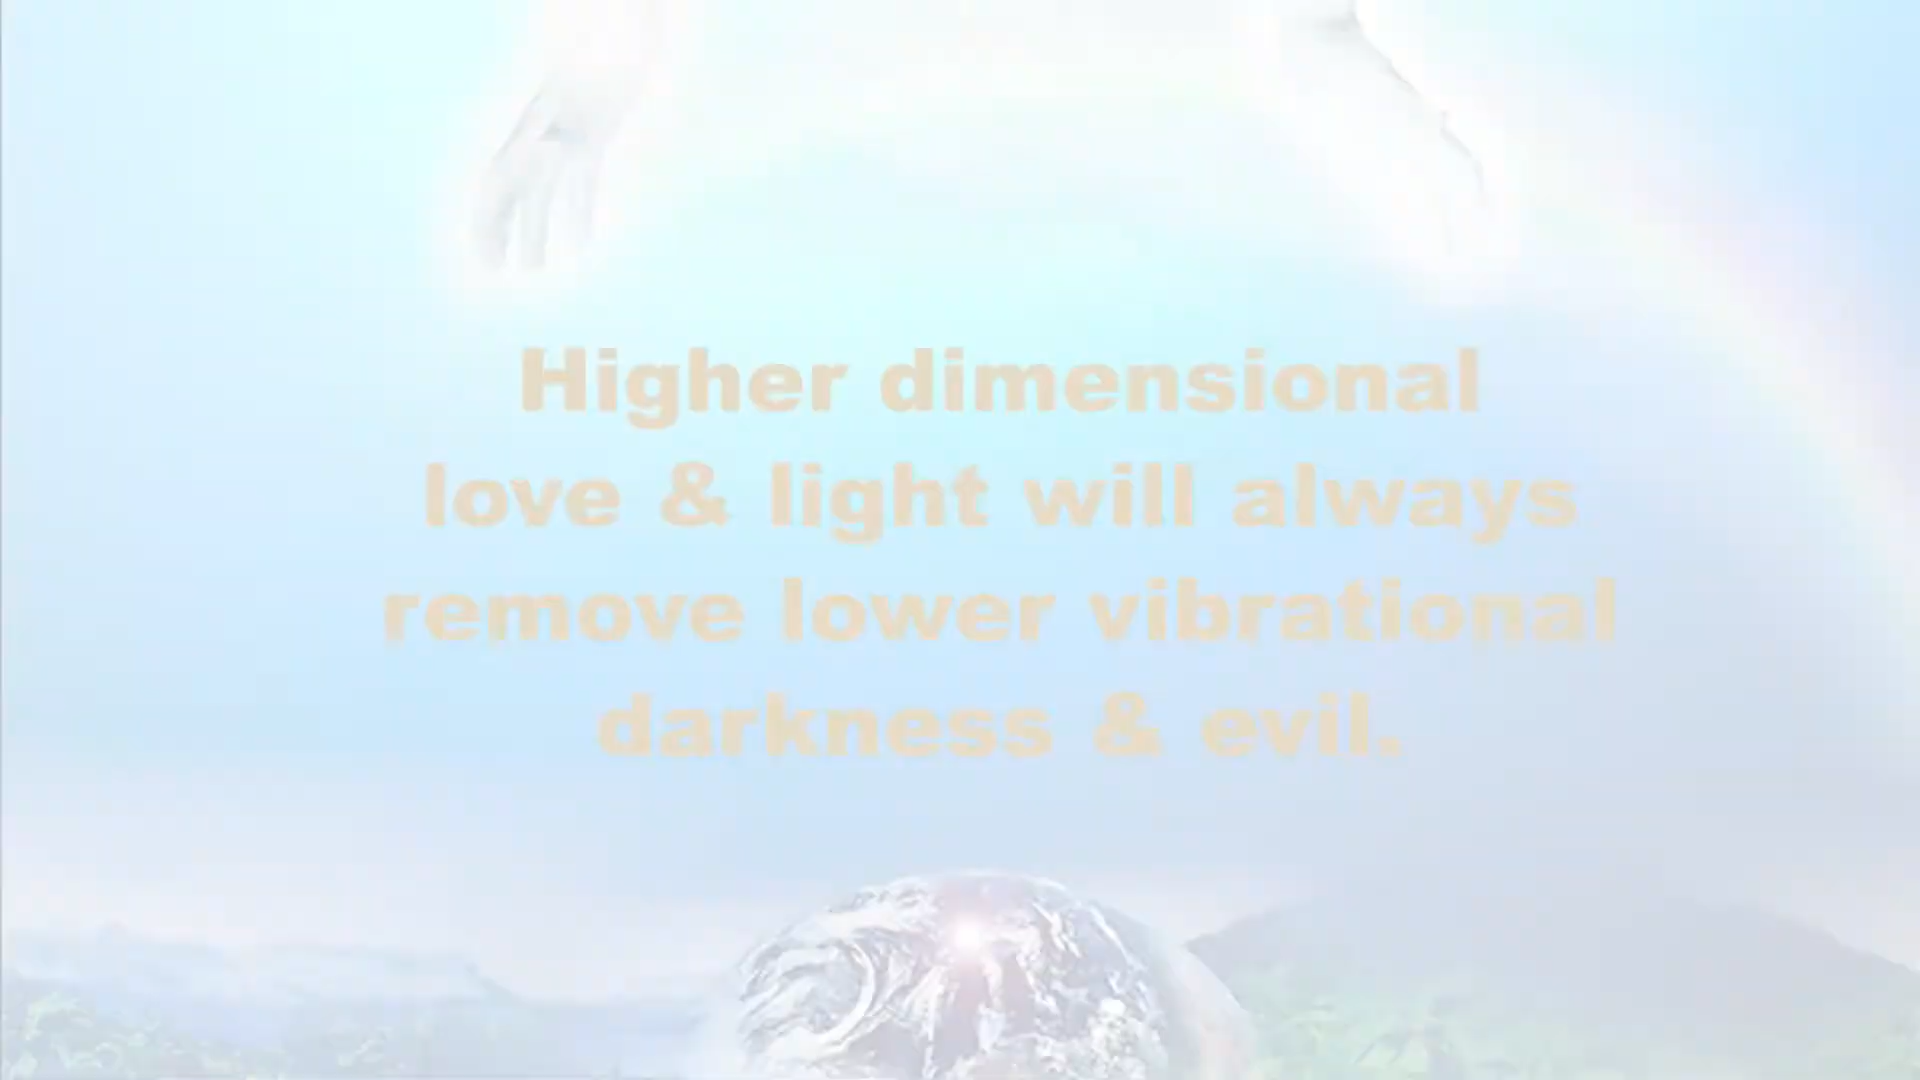 Higher dimensional
love & light will always
remove lower vibrational
darkness & evil.